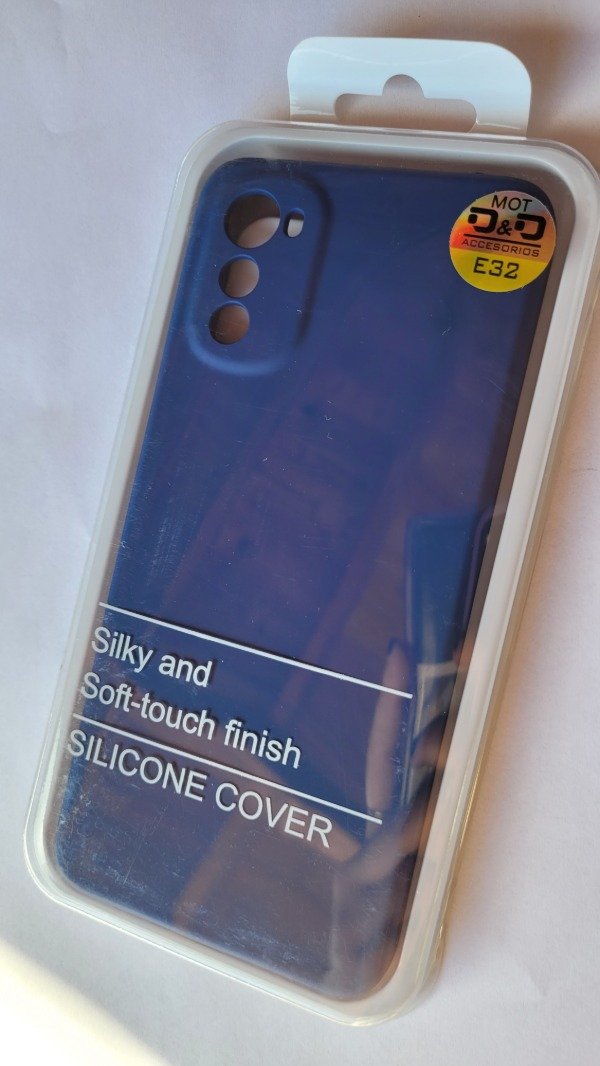 MOT
D&D
ACCESORIOS
E32
Silky and
Soft-touch finish
SILICONE COVER